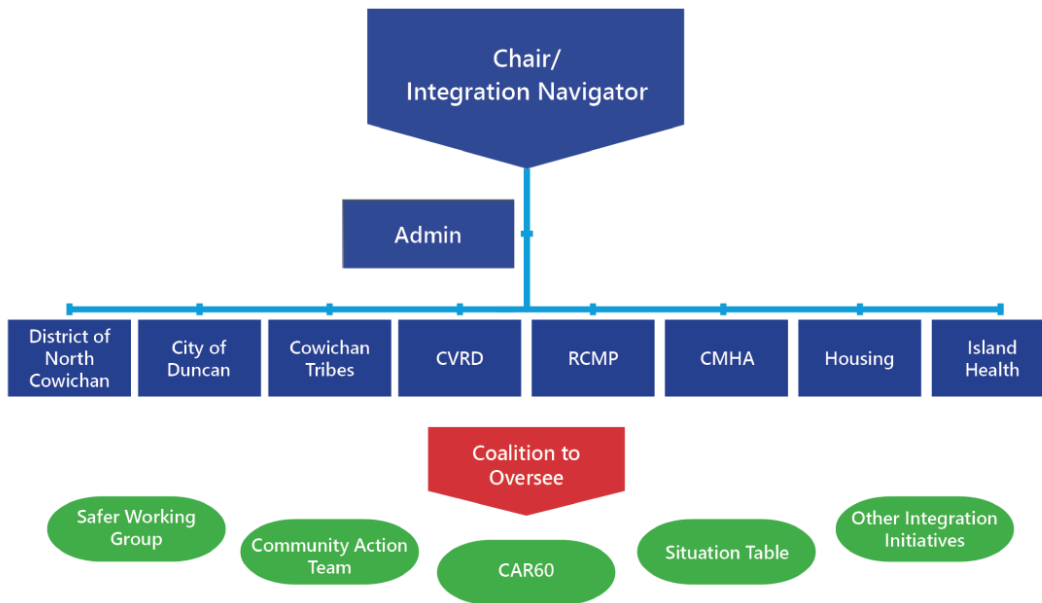 Chair/
Integration Navigator
Admin
District of
North
Cowichan
City of
Duncan
Cowichan
Tribes
CVRD
RCMP
CMHA
Housing
Island
Health
Coalition to
Oversee
Safer Working
Group
Community Action
Team
CAR60
Situation Table
Other Integration
Initiatives